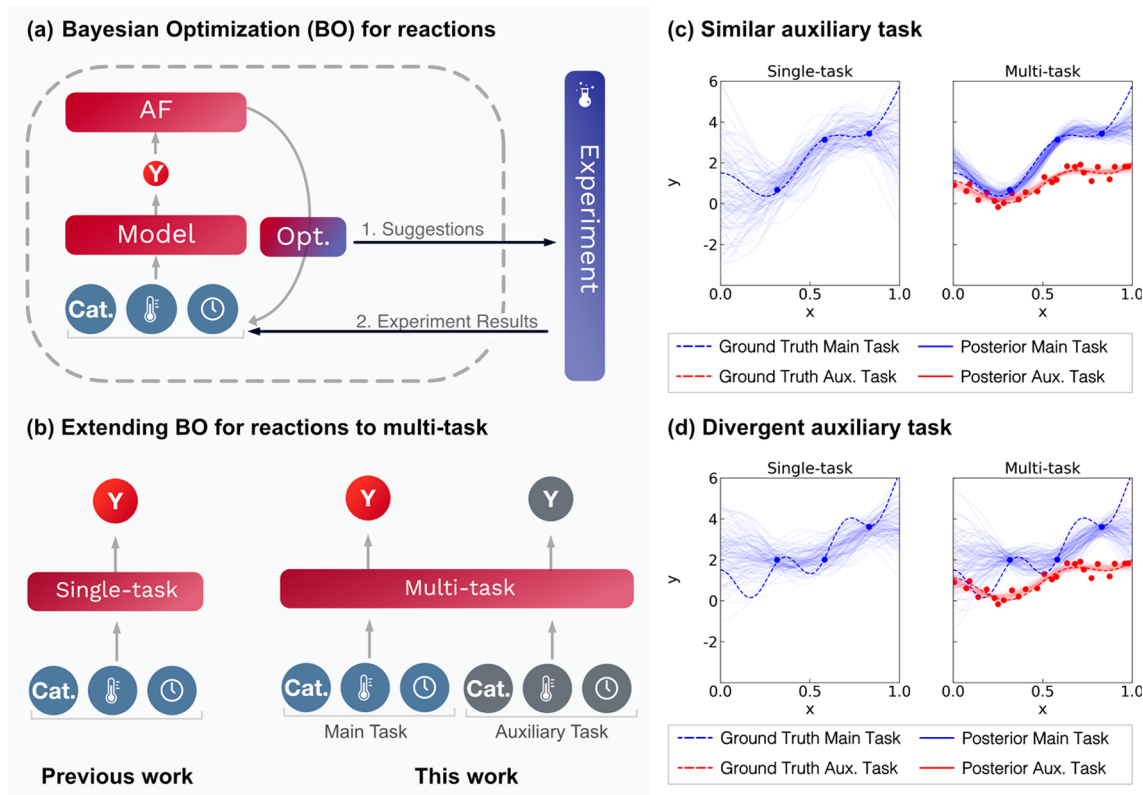 (a) Bayesian Optimization (BO) for reactions
AF
Y
Model
Opt.
Cat.
1. Suggestions
2. Experiment Results
Experiment
(b) Extending BO for reactions to multi-task
Y
Single-task
Cat.
Previous work
Y
Y
Multi-task
Cat.
Cat.
Main Task
Auxiliary Task
This work
(c) Similar auxiliary task
Single-task
6
4
2
0
-2
y
0.0
0.5
1.0
x
Multi-task
0.0
0.5
1.0
x
Ground Truth Main Task
Posterior Main Task
Ground Truth Aux. Task
Posterior Aux. Task
(d) Divergent auxiliary task
Single-task
6
4
2
0
-2
y
0.0
0.5
1.0
x
Multi-task
0.0
0.5
1.0
x
Ground Truth Main Task
Posterior Main Task
Ground Truth Aux. Task
Posterior Aux. Task